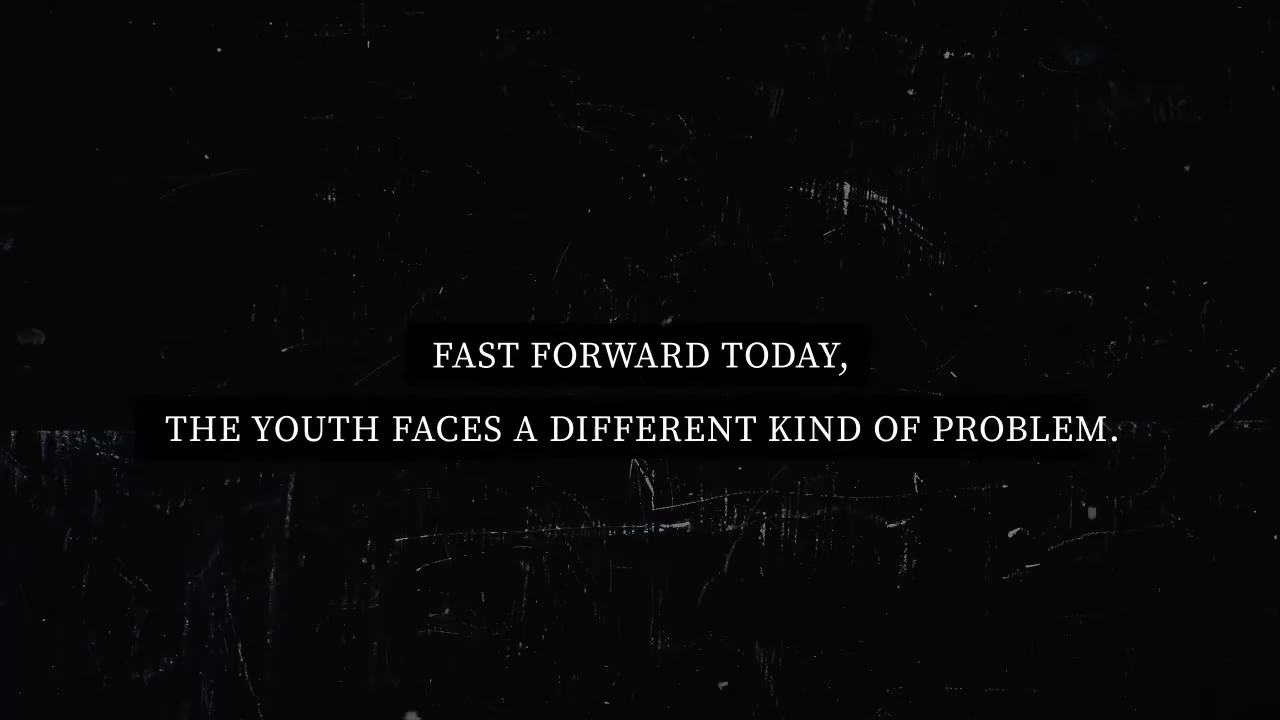 FAST FORWARD TODAY,
THE YOUTH FACES A DIFFERENT KIND OF PROBLEM.